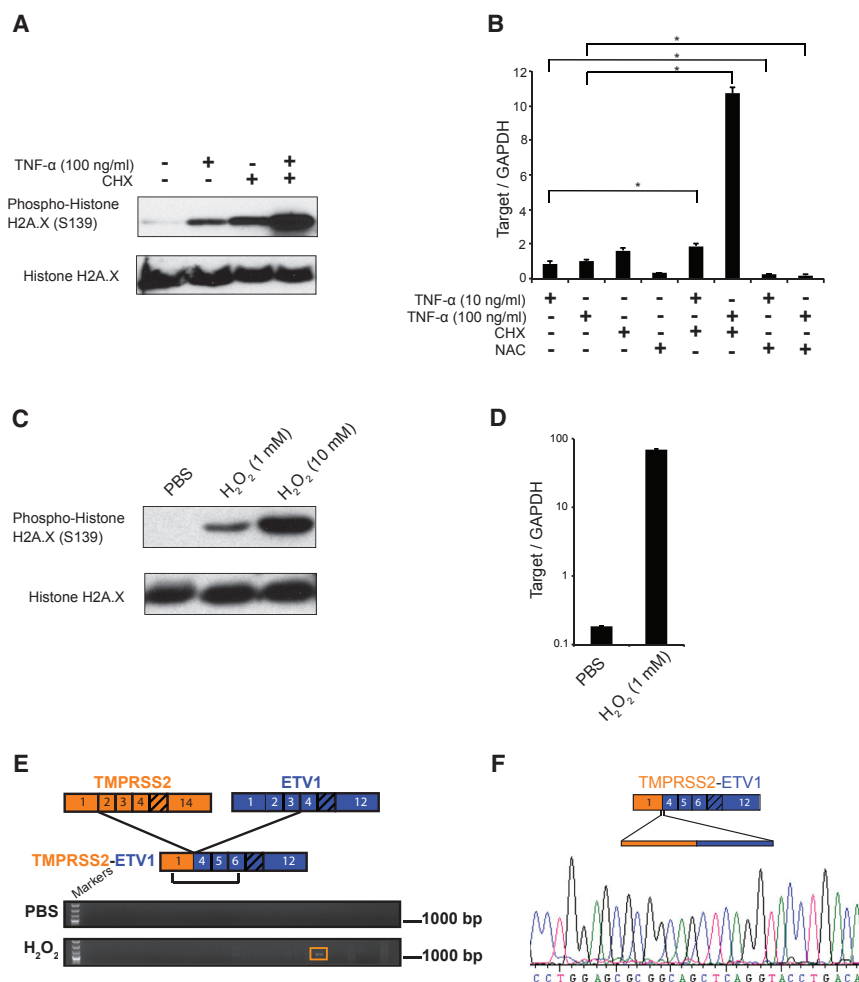 A
TNF-α (100 ng/ml) - + - +
CHX - - + +
Phospho-Histone
H2A.X (S139)
Histone H2A.X
B
*
*
*
*
Target / GAPDH
12
10
8
6
4
2
0
TNF-α (10 ng/ml) + - - - + - + -
TNF-α (100 ng/ml) - + - - - + - +
CHX - - + - + + - -
NAC - - - + - - + +
C
PBS
H2O2 (1 mM)
H2O2 (10 mM)
Phospho-Histone
H2A.X (S139)
Histone H2A.X
D
Target / GAPDH
100
10
1
0.1
PBS
H2O2 (1 mM)
E
TMPRSS2 ETV1
1 2 3 4 14 1 2 3 4 12
TMPRSS2-ETV1 1 4 5 6 12
Markers
PBS 1000 bp
H2O2 1000 bp
F
TMPRSS2-ETV1
1 4 5 6 12
C C T G G A G C G C G G C A G C T C A G G T A C C T G A C A